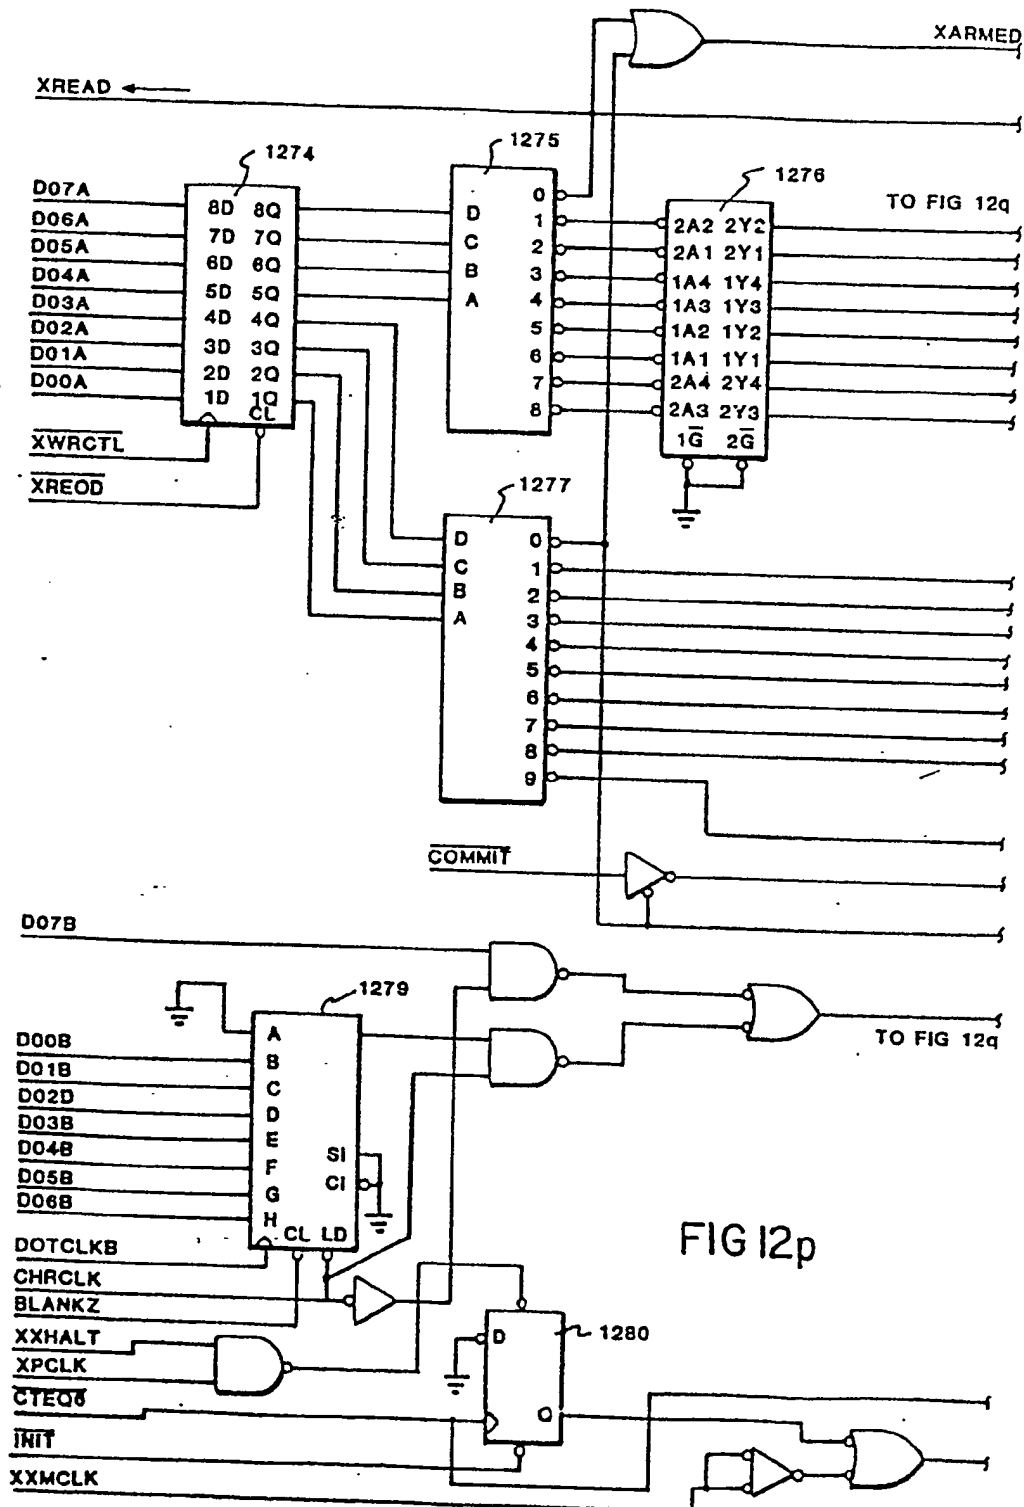 XARMED
XREAD
1274
1275
1276
TO FIG 12q
D07A
D06A
D05A
D04A
D03A
D02A
D01A
D00A
8D 8Q
7D 7Q
6D 6Q
5D 5Q
4D 4Q
3D 3Q
2D 2Q
1D 1Q
CL
XWRCTL
XREOD
D
C
B
A
0
1
2
3
4
5
6
7
8
2A2 2Y2
2A1 2Y1
1A4 1Y4
1A3 1Y3
1A2 1Y2
1A1 1Y1
2A4 2Y4
2A3 2Y3
1G̅ 2G̅
1277
D
C
B
A
0
1
2
3
4
5
6
7
8
9
C̅O̅M̅M̅I̅T̅
D07B
1279
TO FIG 12q
D00B
D01B
D02D
D03B
D04B
D05B
D06B
A
B
C
D
E
F
G
H
SI
CI
CL LD
DOTCLKB
CHRCLK
BLANKZ
FIG 12p
XXHALT
XPCLK
C̅T̅E̅Q̅6̅
I̅N̅I̅T̅
XXMCLK
1280
D
Q